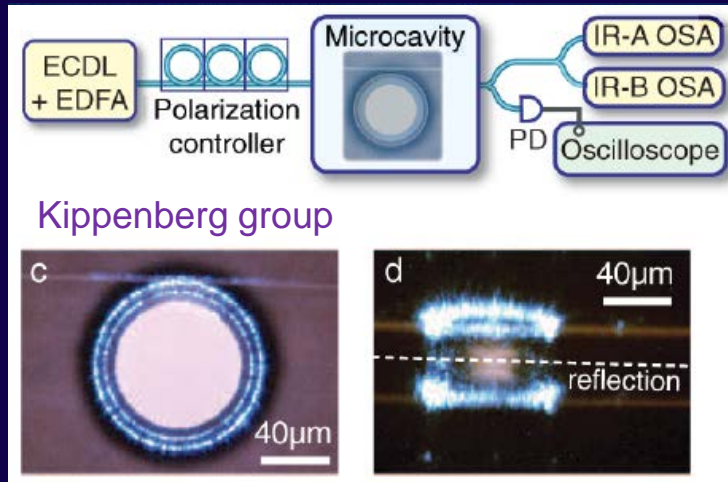 ECDL
+ EDFA
Polarization
controller
Microcavity
IR-A OSA
IR-B OSA
PD
Oscilloscope
Kippenberg group
c
40μm
d
40μm
reflection